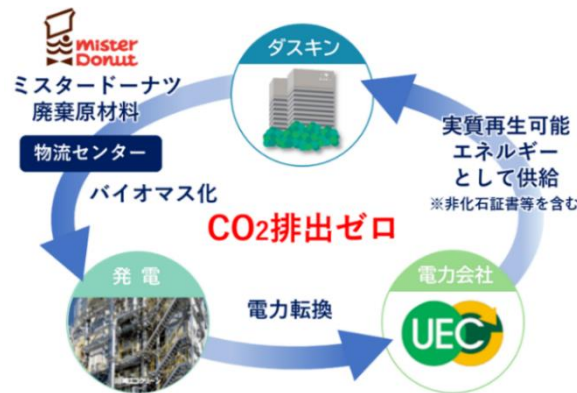 mister
Donut
ミスタードーナツ
廃棄原材料
物流センター
バイオマス化
ダスキン
実質再生可能
エネルギー
として供給
※非化石証書等を含む
CO2排出ゼロ
発電
電力転換
電力会社
UEC